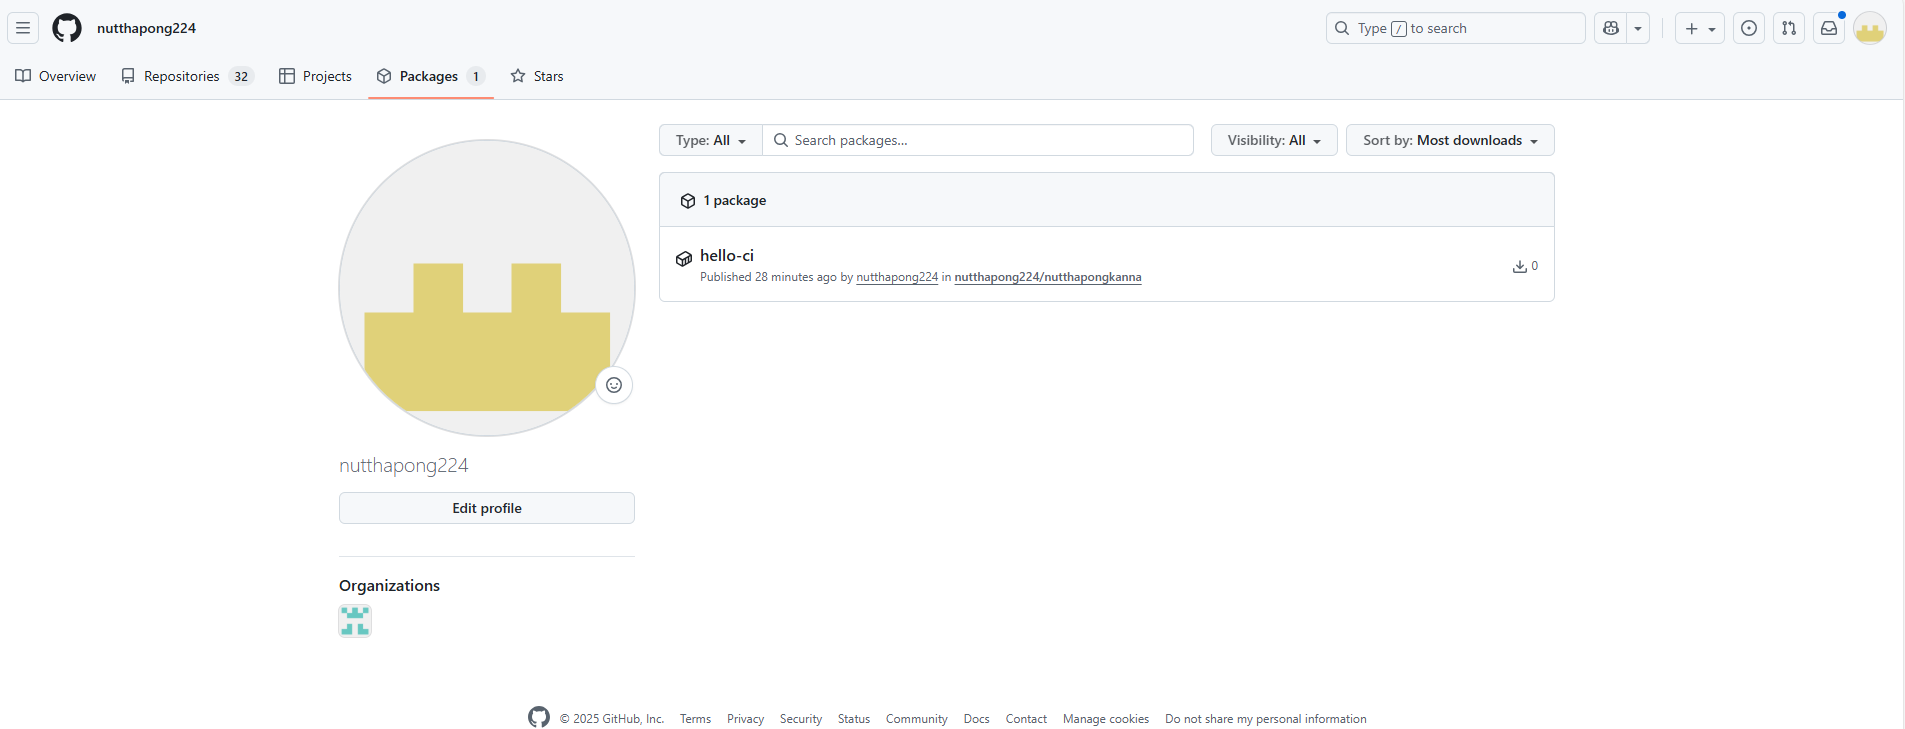 nutthapong224
Type / to search
Overview
Repositories 32
Projects
Packages 1
Stars
Type: All
Search packages...
Visibility: All
Sort by: Most downloads
1 package
hello-ci
Published 28 minutes ago by nutthapong224 in nutthapong224/nutthapongkanna
0
nutthapong224
Edit profile
Organizations
© 2025 GitHub, Inc. Terms Privacy Security Status Community Docs Contact Manage cookies Do not share my personal information